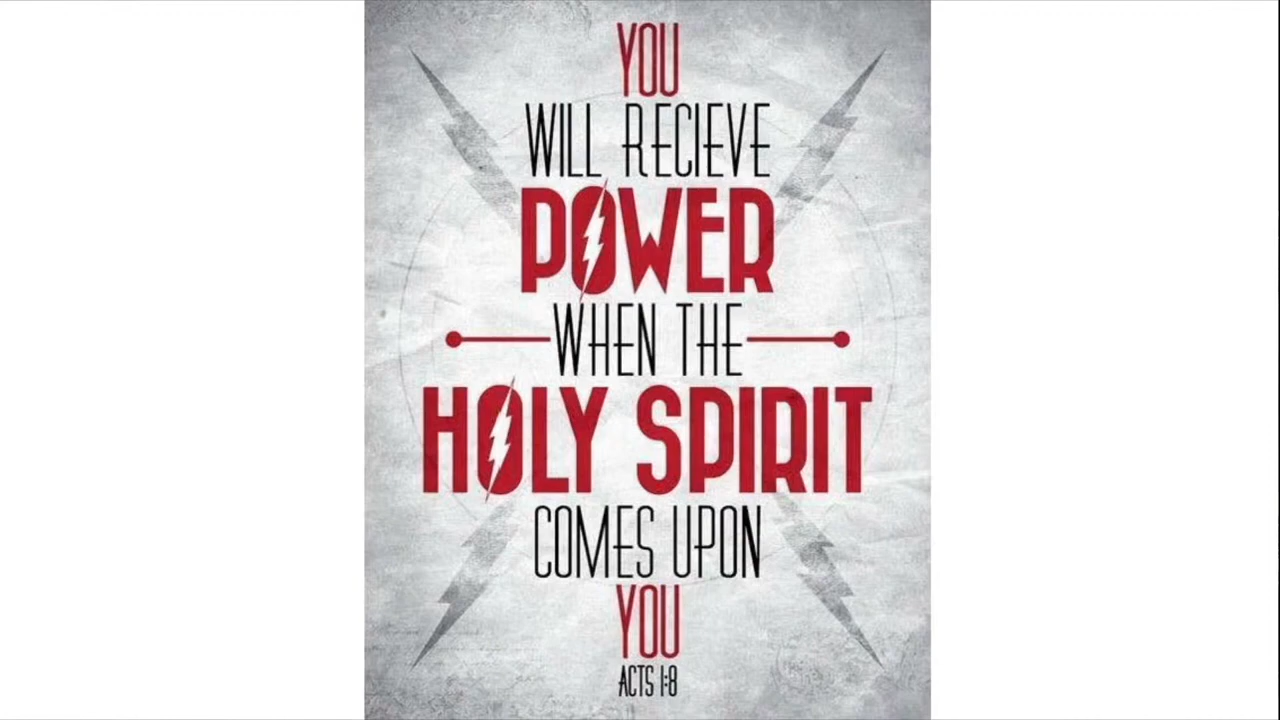 YOU
WILL RECIEVE
POWER
WHEN THE
HOLY SPIRIT
COMES UPON
YOU
ACTS 1:8